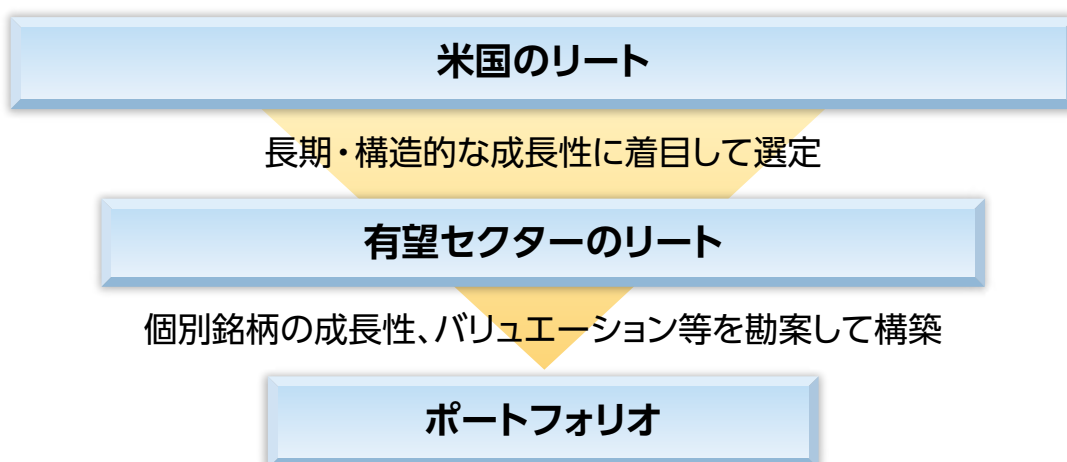 米国のリート
長期・構造的な成長性に着目して選定
有望セクターのリート
個別銘柄の成長性、バリュエーション等を勘案して構築
ポートフォリオ